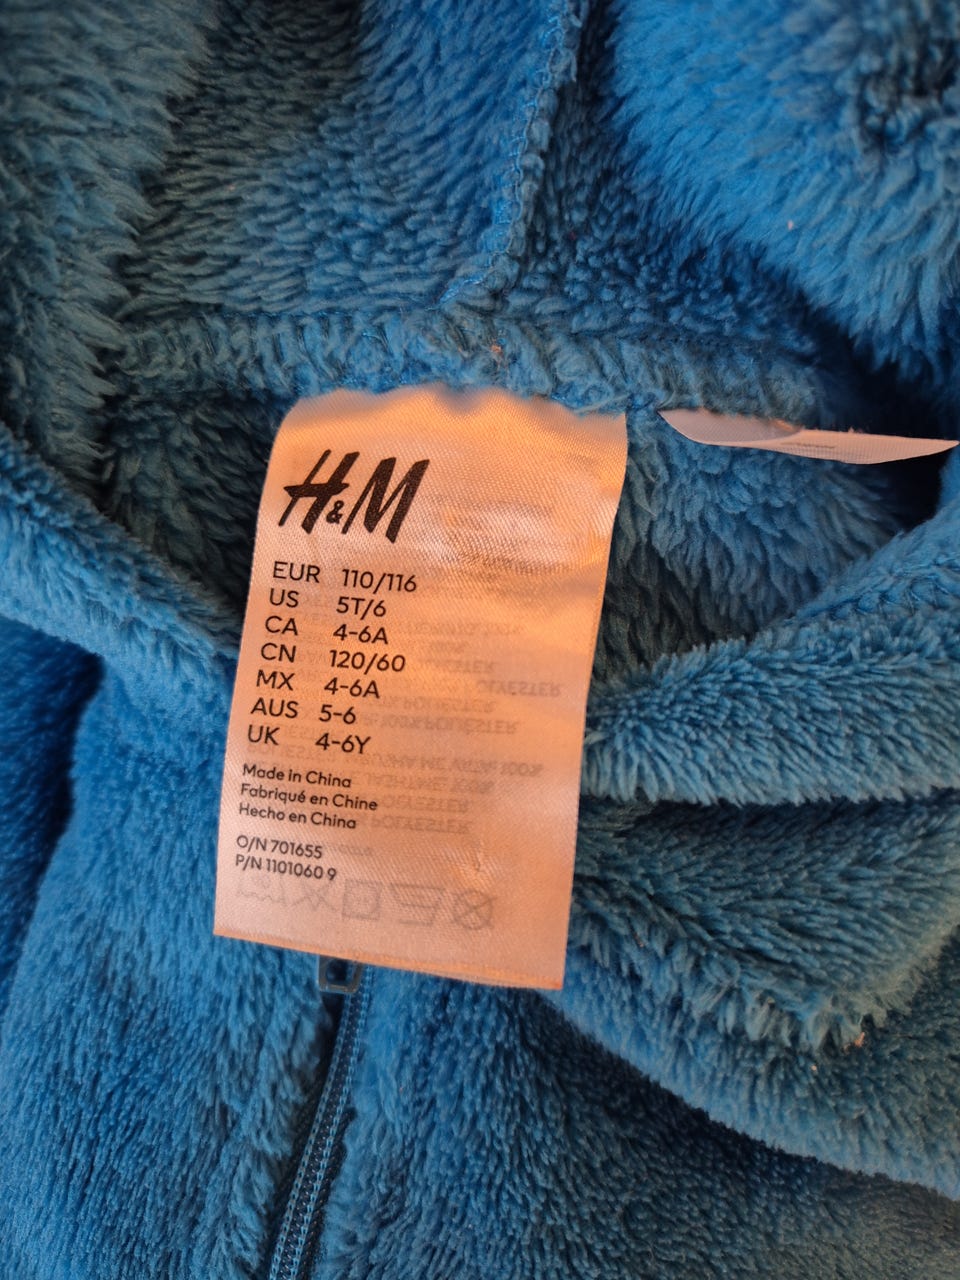 H&M
EUR 110/116
US 5T/6
CA 4-6A
CN 120/60
MX 4-6A
AUS 5-6
UK 4-6Y
Made in China
Fabriqué en Chine
Hecho en China
O/N 701655
P/N 1101060 9